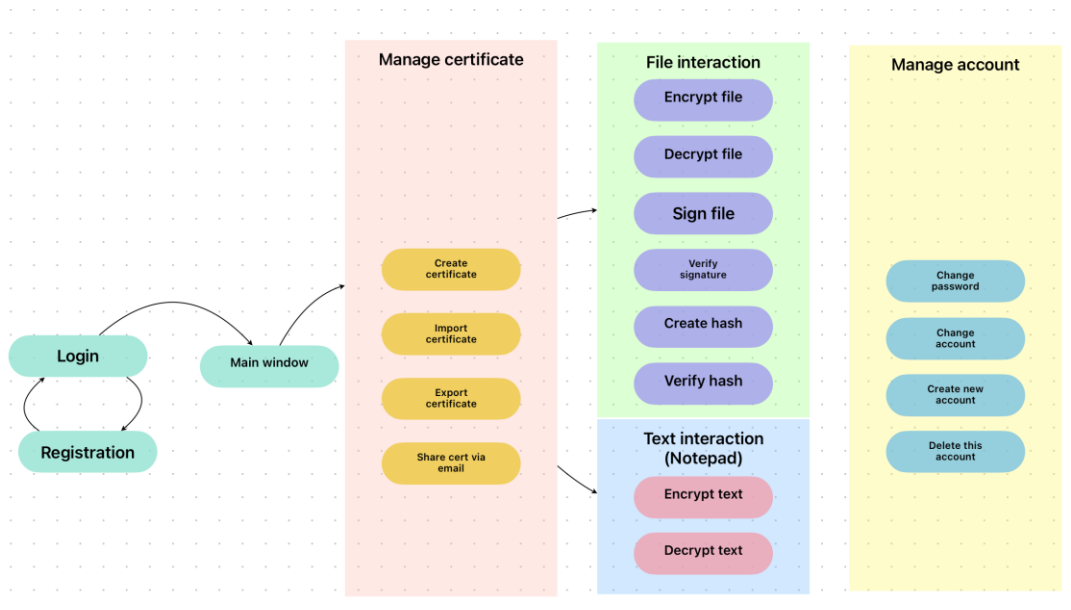 Login
Registration
Main window
Manage certificate
Create
certificate
Import
certificate
Export
certificate
Share cert via
email
File interaction
Encrypt file
Decrypt file
Sign file
Verify
signature
Create hash
Verify hash
Text interaction
(Notepad)
Encrypt text
Decrypt text
Manage account
Change
password
Change
account
Create new
account
Delete this
account